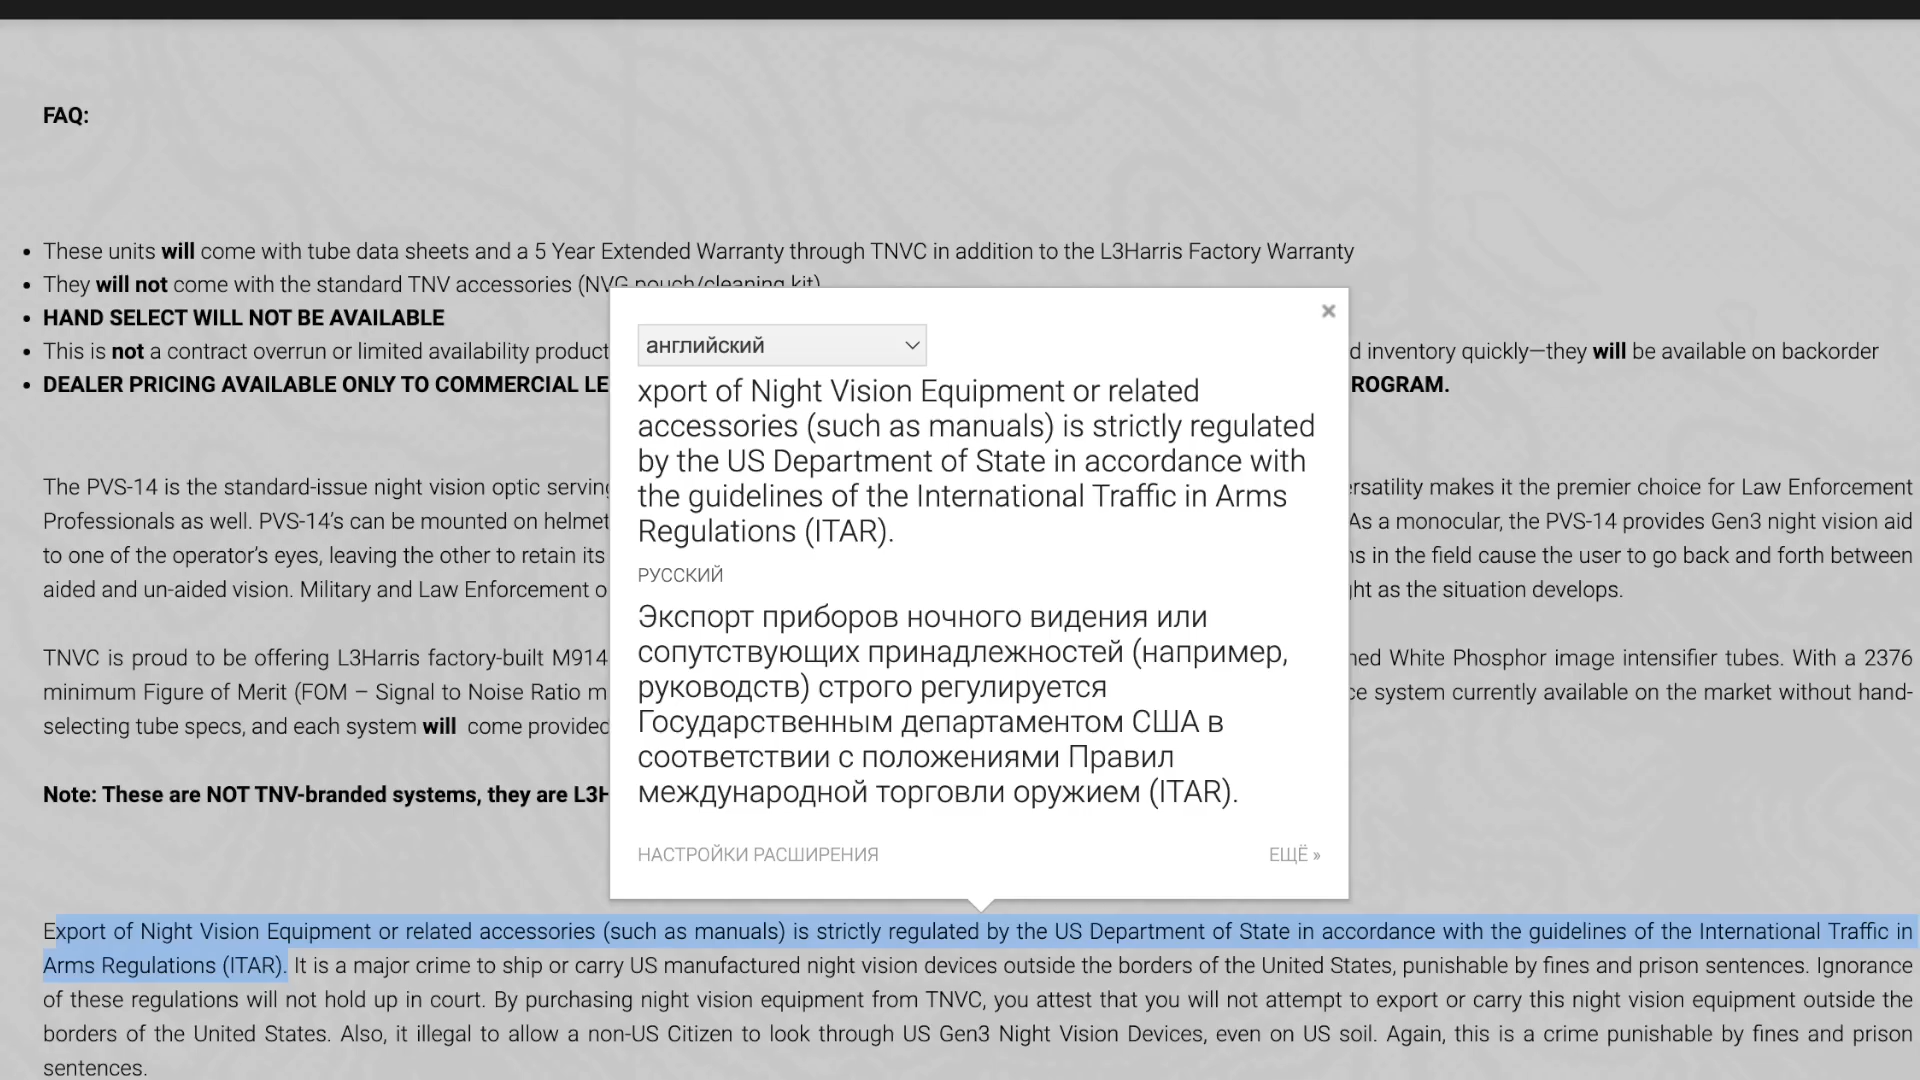 FAQ:
These units will come with tube data sheets and a 5 Year Extended Warranty through TNVC in addition to the L3Harris Factory Warranty
They will not come with the standard TNV accessories (NVG pouch/cleaning kit)
HAND SELECT WILL NOT BE AVAILABLE
This is not a contract overrun or limited availability product
d inventory quickly—they will be available on backorder
DEALER PRICING AVAILABLE ONLY TO COMMERCIAL LE
ROGRAM.
The PVS-14 is the standard-issue night vision optic serving
rsatility makes it the premier choice for Law Enforcement
Professionals as well. PVS-14’s can be mounted on helmet
As a monocular, the PVS-14 provides Gen3 night vision aid
to one of the operator’s eyes, leaving the other to retain its
ns in the field cause the user to go back and forth between
aided and un-aided vision. Military and Law Enforcement o
ht as the situation develops.
TNVC is proud to be offering L3Harris factory-built M914
ned White Phosphor image intensifier tubes. With a 2376
minimum Figure of Merit (FOM – Signal to Noise Ratio m
ce system currently available on the market without hand-
selecting tube specs, and each system will come provided
Note: These are NOT TNV-branded systems, they are L3H
английский
xport of Night Vision Equipment or related
accessories (such as manuals) is strictly regulated
by the US Department of State in accordance with
the guidelines of the International Traffic in Arms
Regulations (ITAR).
РУССКИЙ
Экспорт приборов ночного видения или
сопутствующих принадлежностей (например,
руководств) строго регулируется
Государственным департаментом США в
соответствии с положениями Правил
международной торговли оружием (ITAR).
НАСТРОЙКИ РАСШИРЕНИЯ
ЕЩЁ »
Export of Night Vision Equipment or related accessories (such as manuals) is strictly regulated by the US Department of State in accordance with the guidelines of the International Traffic in
Arms Regulations (ITAR). It is a major crime to ship or carry US manufactured night vision devices outside the borders of the United States, punishable by fines and prison sentences. Ignorance
of these regulations will not hold up in court. By purchasing night vision equipment from TNVC, you attest that you will not attempt to export or carry this night vision equipment outside the
borders of the United States. Also, it illegal to allow a non-US Citizen to look through US Gen3 Night Vision Devices, even on US soil. Again, this is a crime punishable by fines and prison
sentences.